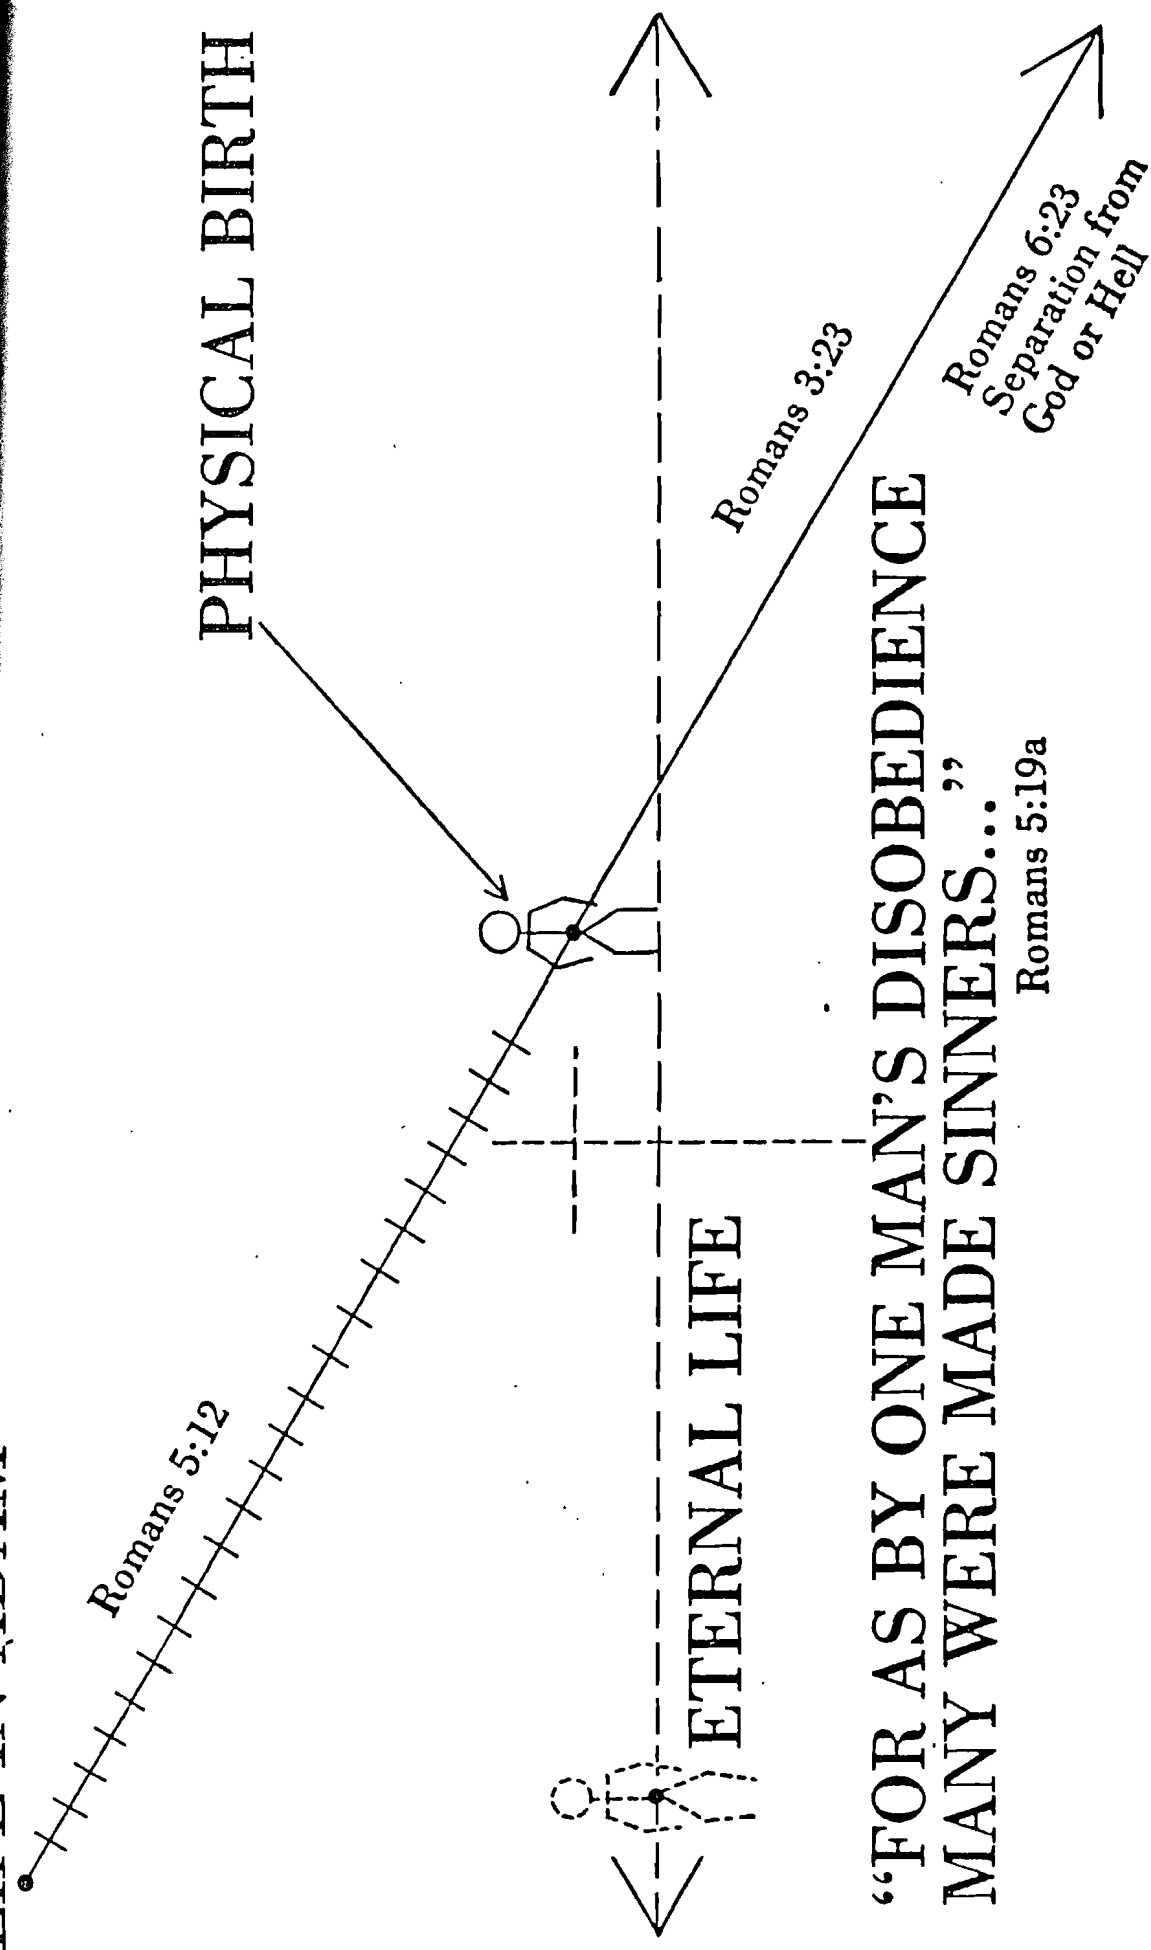 PHYSICAL BIRTH
Romans 5:12
Romans 3:23
Romans 6:23
Separation from
God or Hell
ETERNAL LIFE
“FOR AS BY ONE MAN’S DISOBEDIENCE
MANY WERE MADE SINNERS...”
Romans 5:19a